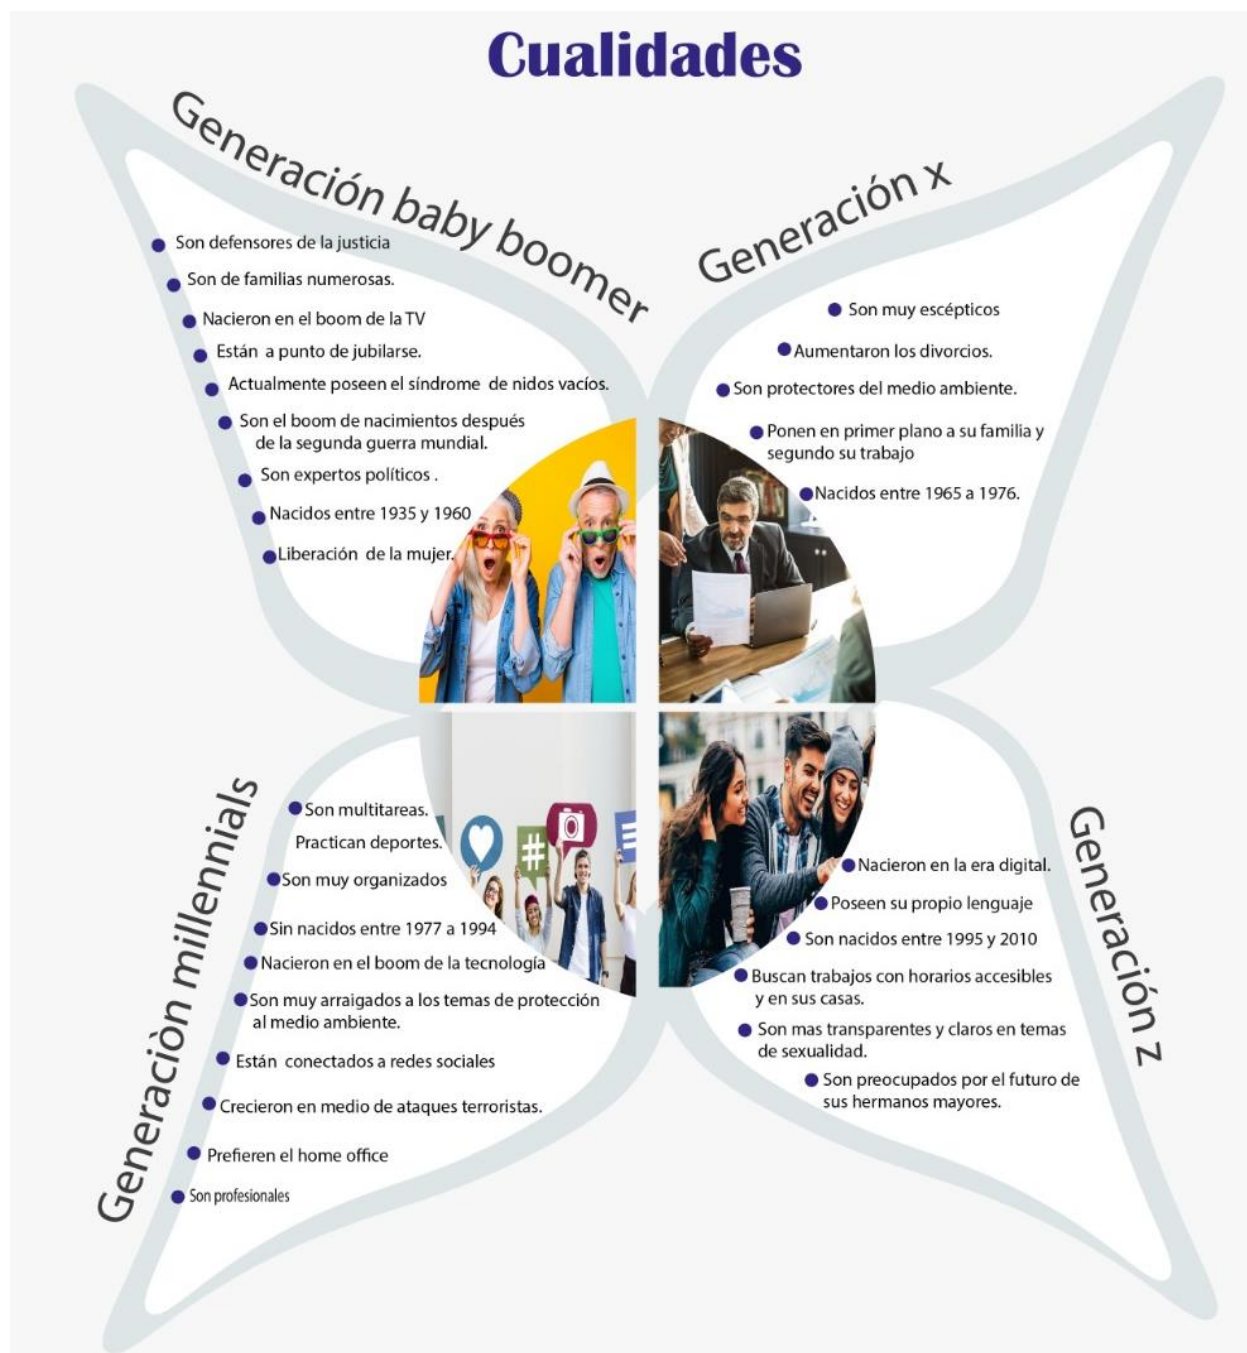 Cualidades
Generación baby boomer
Son defensores de la justicia
Son de familias numerosas.
Nacieron en el boom de la TV
Están a punto de jubilarse.
Actualmente poseen el síndrome de nidos vacíos.
Son el boom de nacimientos después
de la segunda guerra mundial.
Son expertos políticos .
Nacidos entre 1935 y 1960
Liberación de la mujer.
Generación x
Son muy escépticos
Aumentaron los divorcios.
Son protectores del medio ambiente.
Ponen en primer plano a su familia y
segundo su trabajo
Nacidos entre 1965 a 1976.
Generaciòn millennials
Son multitareas.
Practican deportes.
Son muy organizados
Sin nacidos entre 1977 a 1994
Nacieron en el boom de la tecnología
Son muy arraigados a los temas de protección
al medio ambiente.
Están conectados a redes sociales
Crecieron en medio de ataques terroristas.
Prefieren el home office
Son profesionales
#
Generación z
Nacieron en la era digital.
Poseen su propio lenguaje
Son nacidos entre 1995 y 2010
Buscan trabajos con horarios accesibles
y en sus casas.
Son mas transparentes y claros en temas
de sexualidad.
Son preocupados por el futuro de
sus hermanos mayores.